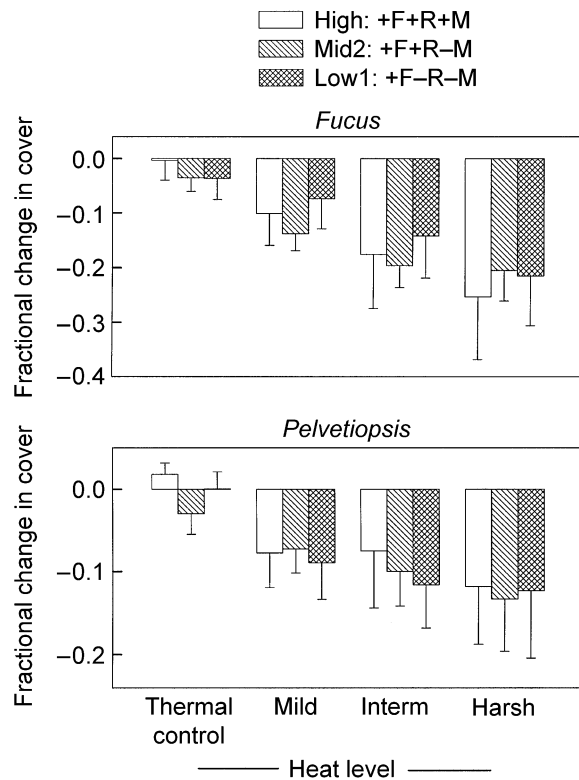 High: +F+R+M
Mid2: +F+R–M
Low1: +F–R–M
Fucus
Fractional change in cover
0.0
–0.1
–0.2
–0.3
–0.4
Pelvetiopsis
Fractional change in cover
0.0
–0.1
–0.2
Thermal control
Mild
Interm
Harsh
Heat level